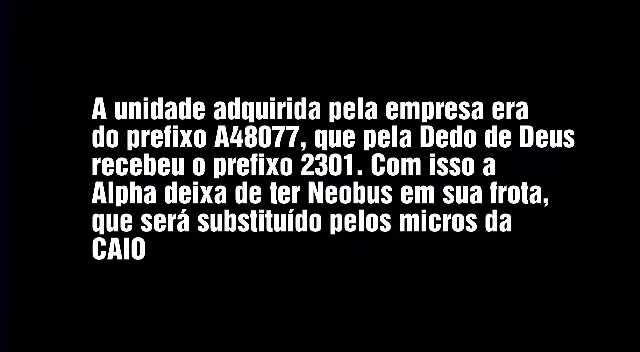 A unidade adquirida pela empresa era
do prefixo A48077, que pela Dedo de Deus
recebeu o prefixo 2301. Com isso a
Alpha deixa de ter Neobus em sua frota,
que será substituído pelos micros da
CAIO